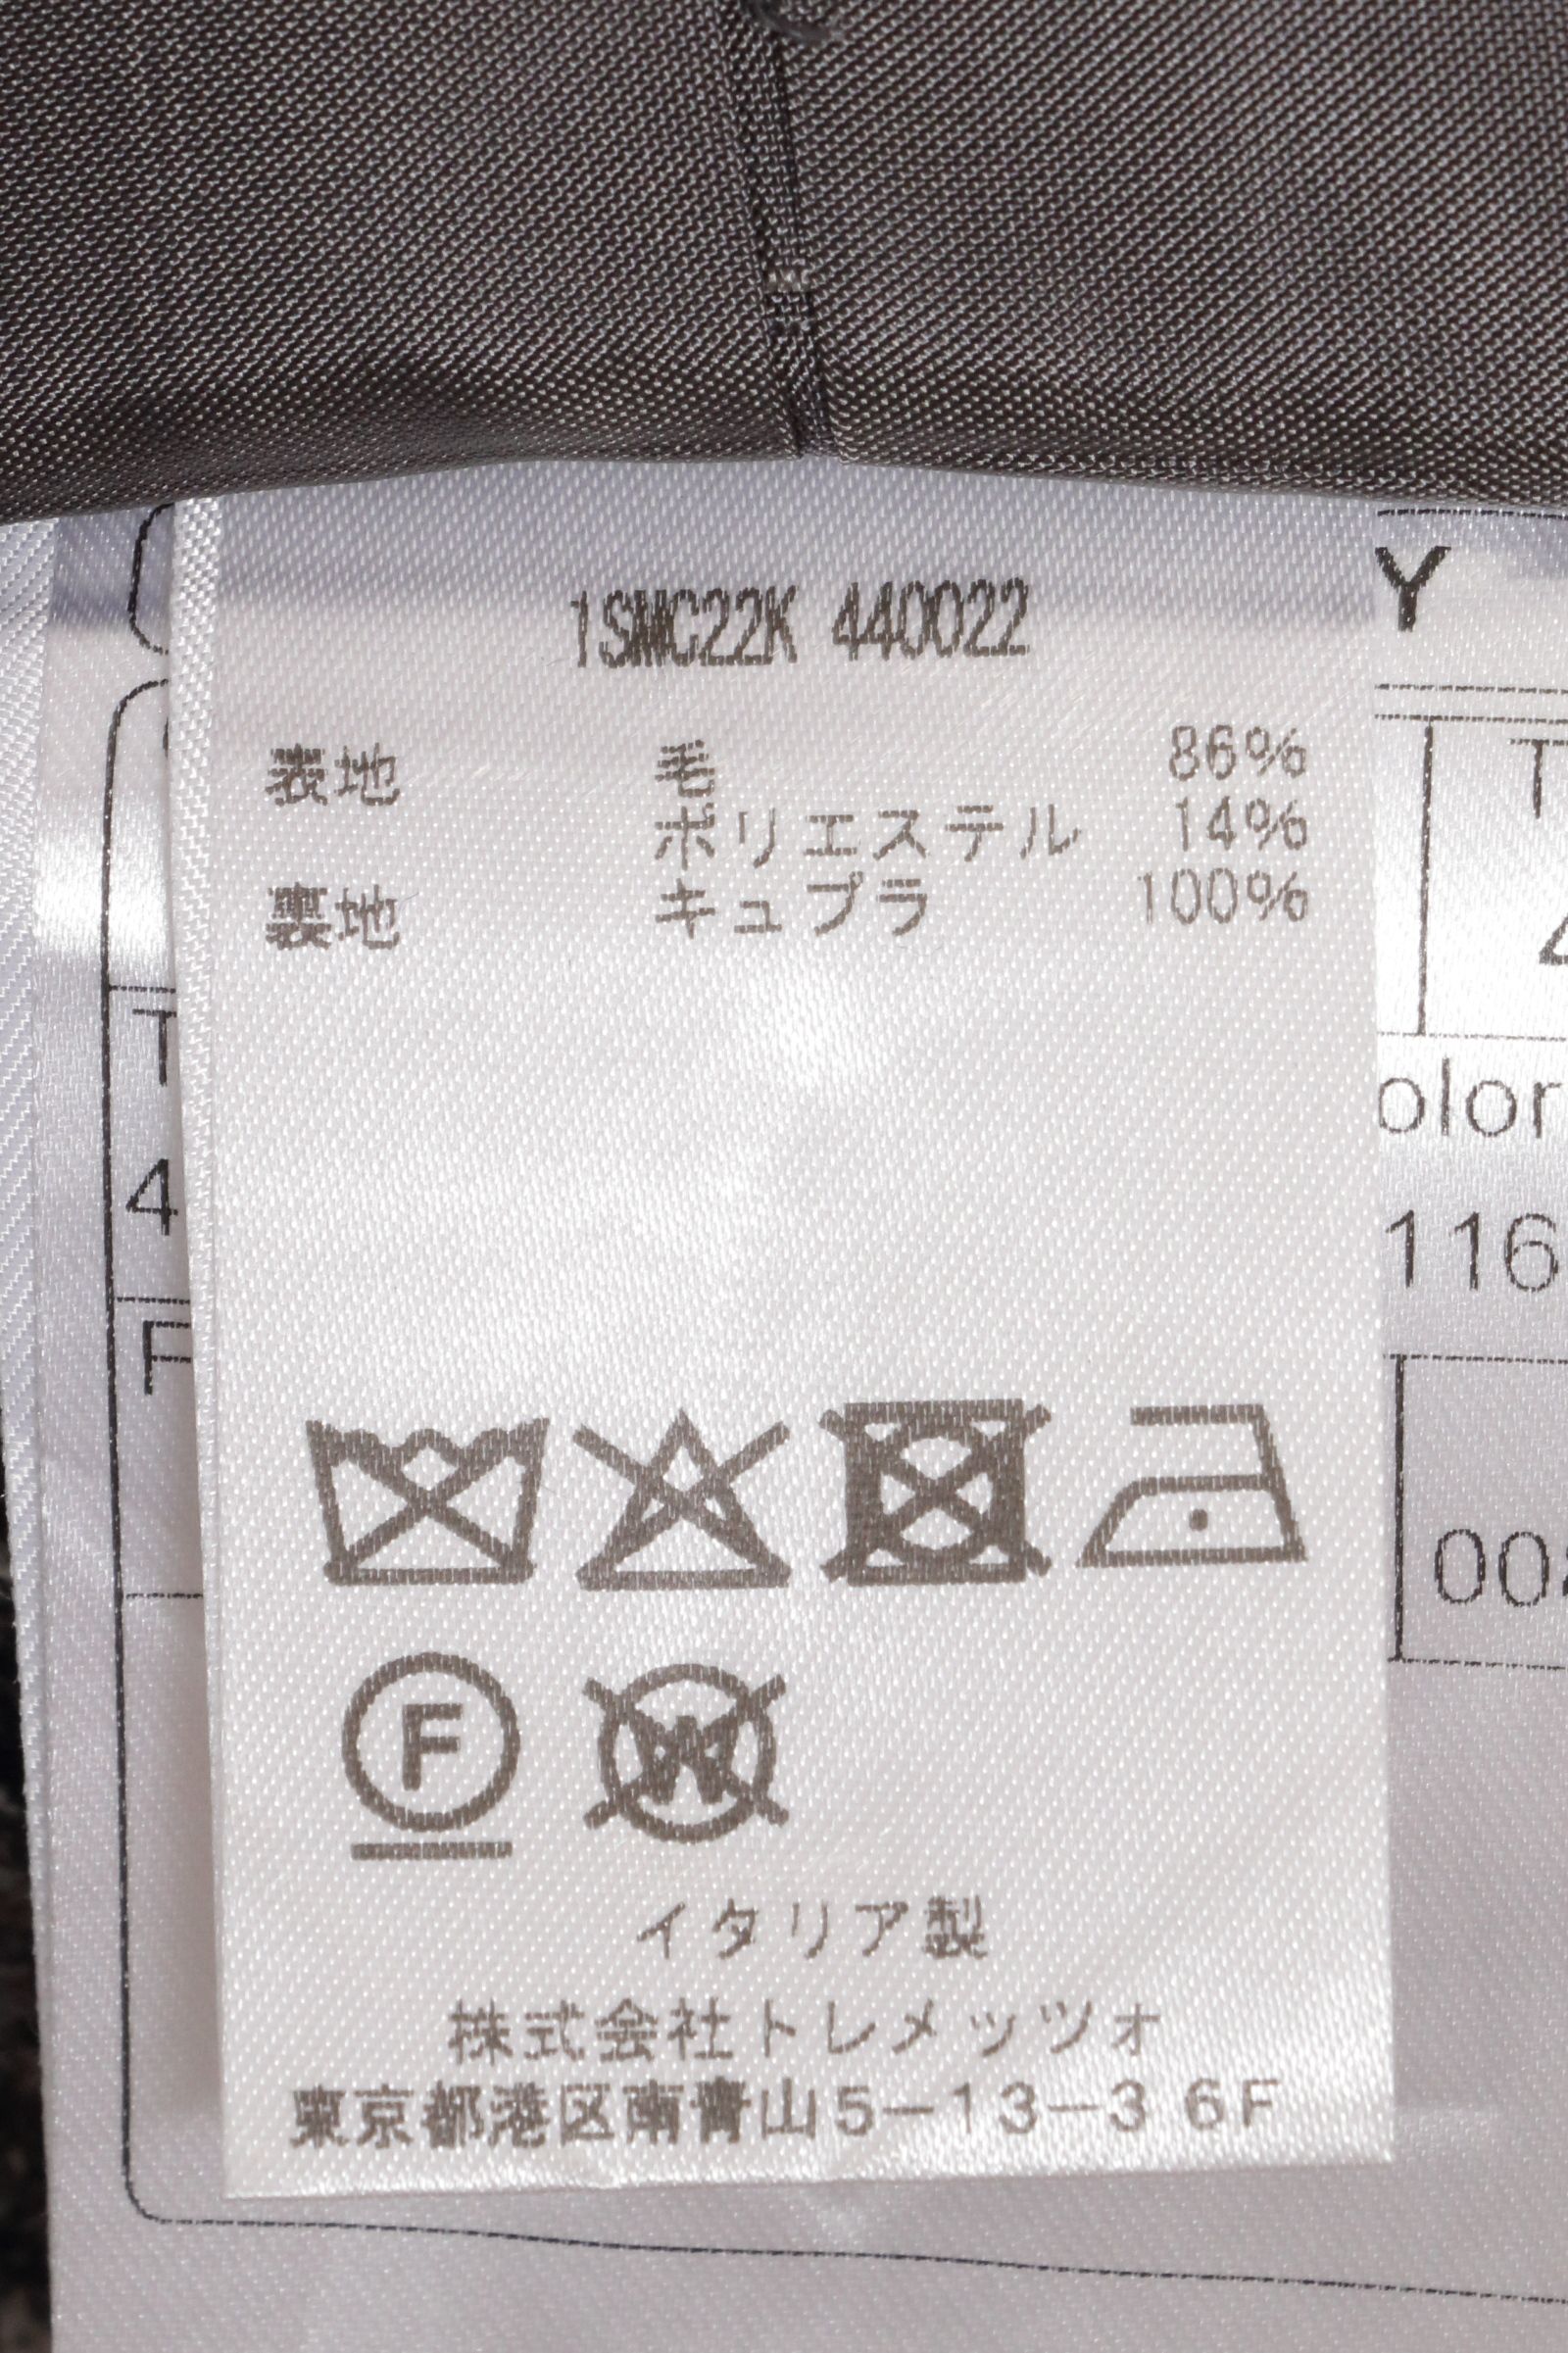 1SMC22K 440022
表地 毛 86%
ポリエステル 14%
裏地 キュプラ 100%
F
W
イタリア製
株式会社トレメッツォ
東京都港区南青山5-13-3 6F
Y
T
olor
116
00
T
4
F